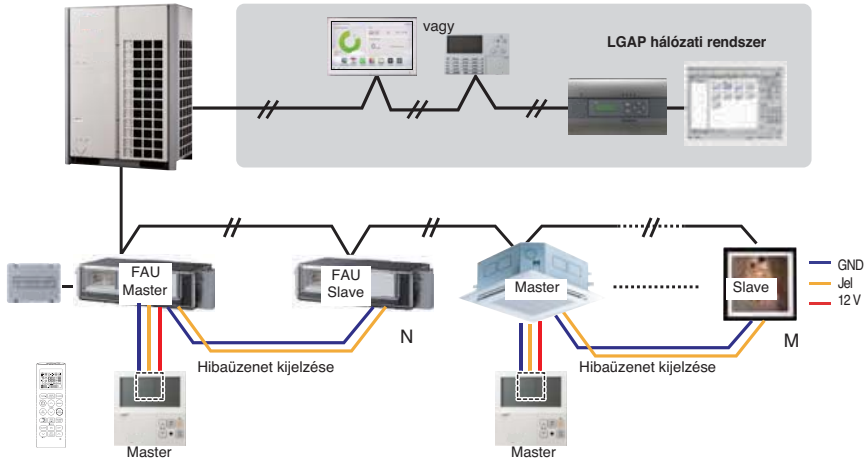 vagy
LGAP hálózati rendszer
FAU
Master
FAU
Slave
Master
Slave
GND
Jel
12 V
N
M
Hibaüzenet kijelzése
Hibaüzenet kijelzése
Master
Master